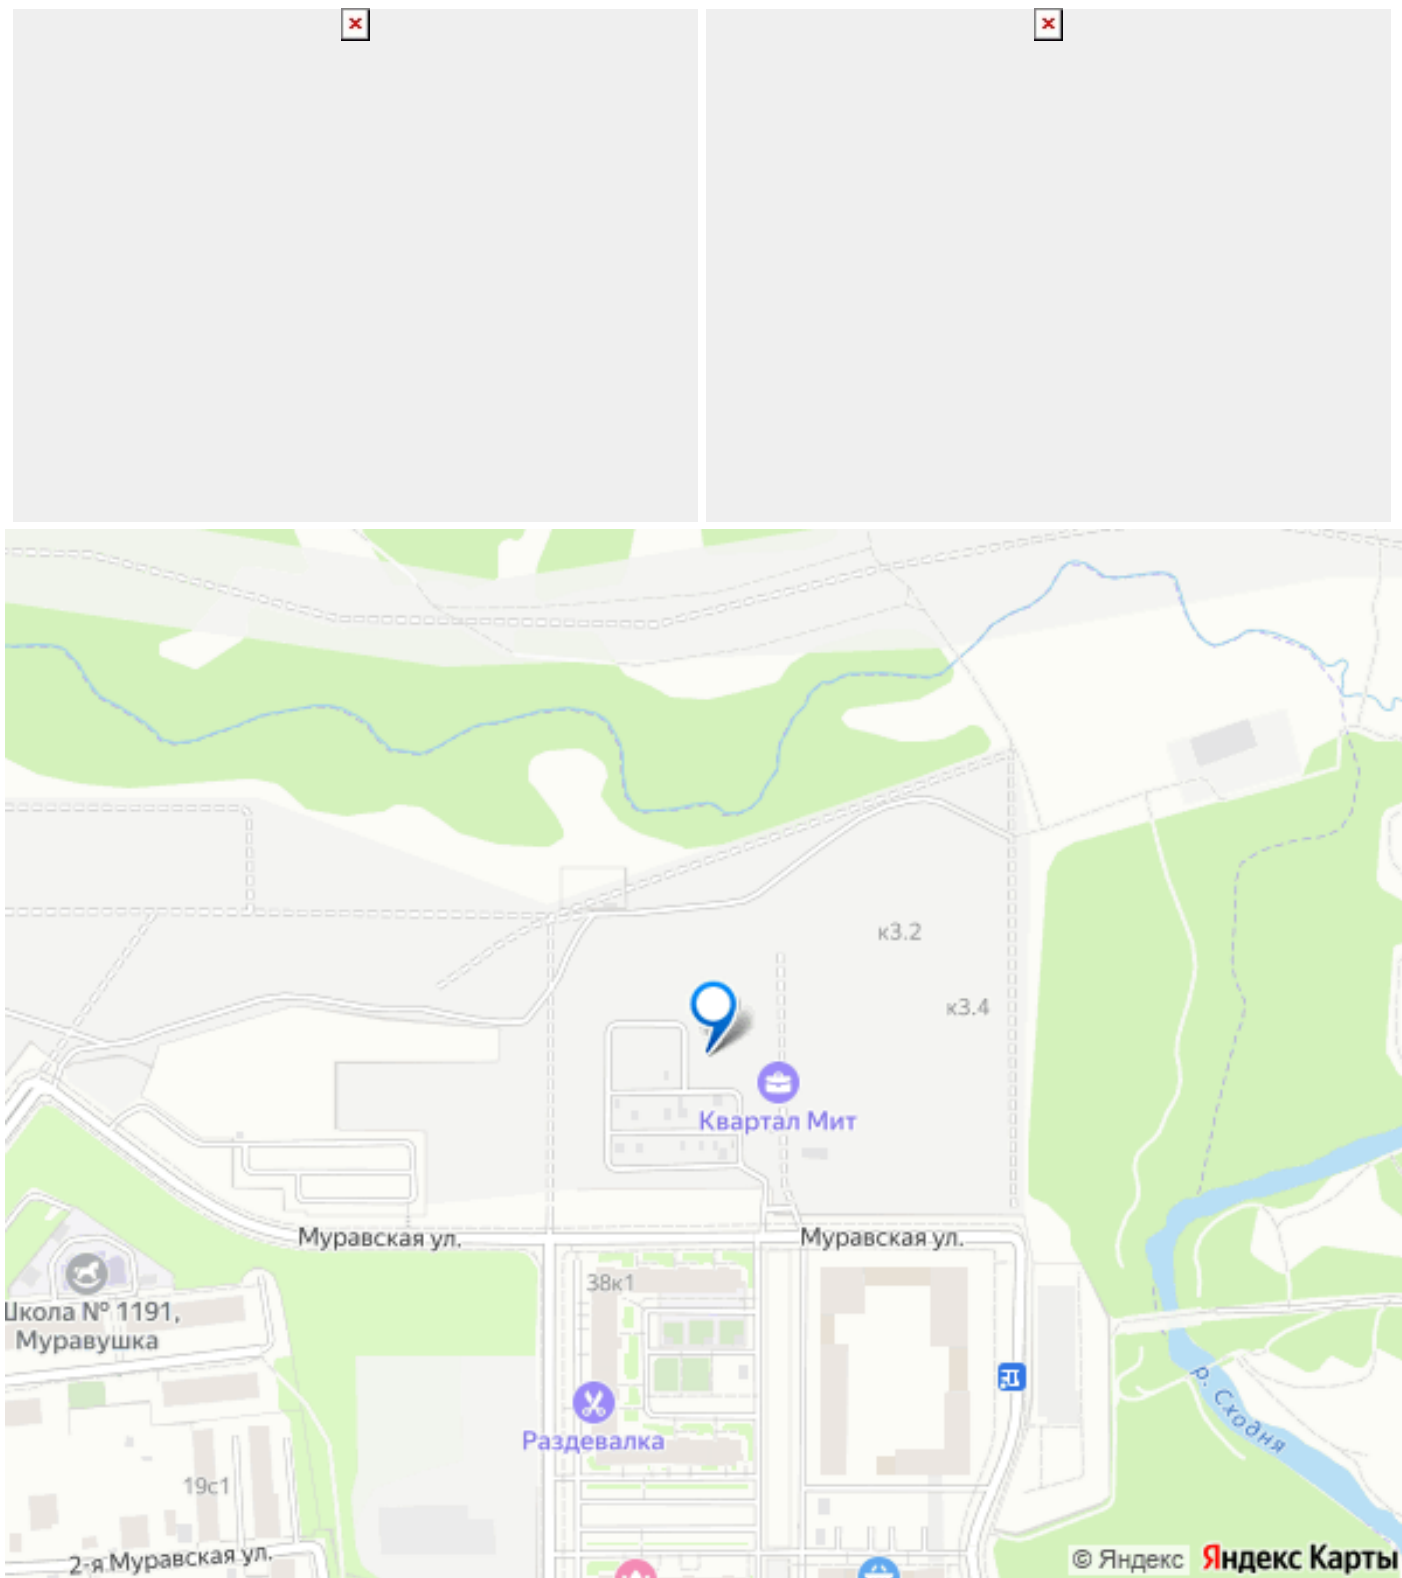 к3.2
к3.4
Квартал Мит
Муравская ул.
Муравская ул.
38к1
Школа № 1191,
Муравушка
р. Сходня
Раздевалка
19с1
2-я Муравская ул.
© Яндекс Яндекс Карты